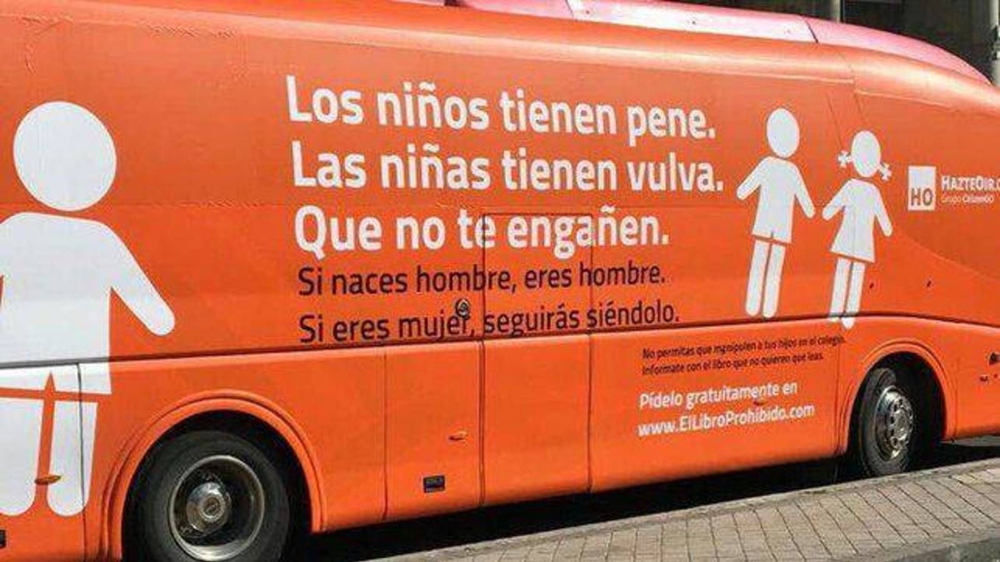 Los niños tienen pene.
Las niñas tienen vulva.
Que no te engañen.
Si naces hombre, eres hombre.
Si eres mujer, seguirás siéndolo.
HO
HAZTEOIR.O
Grupo CitizenGO
No permitas que manipulen a tus hijos en el colegio.
Infórmate con el libro que no quieren que leas.
Pídelo gratuitamente en
www.ElLibroProhibido.com